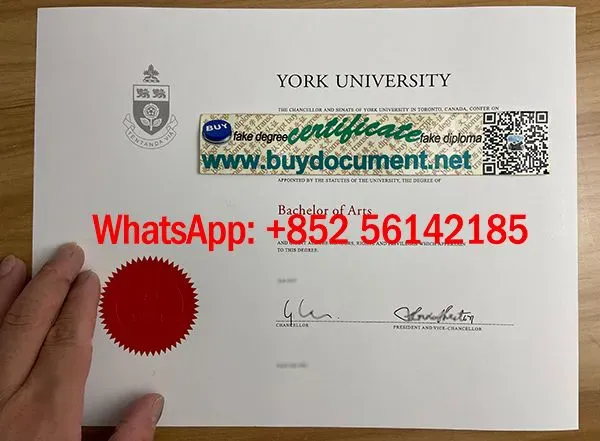 YORK UNIVERSITY
THE CHANCELLOR AND SENATE OF YORK UNIVERSITY IN TORONTO, CANADA, CONFER ON
BUY
fake degree certificate fake diploma
www.buydocument.net
APPOINTED BY THE STATUTES OF THE UNIVERSITY, THE DEGREE OF
Bachelor of Arts
WhatsApp: +852 56142185
AND RIGHTS AND PRIVILEGES WHICH APPERTAIN
TO THIS DEGREE.
CHANCELLOR
PRESIDENT AND VICE-CHANCELLOR
TENTANDA VIA